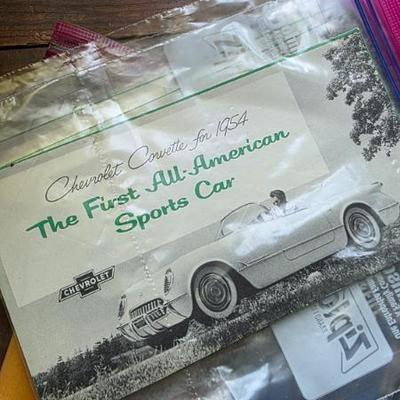 Chevrolet Corvette for 1954
The First All-American
Sports Car
CHEVROLET
Ziploc